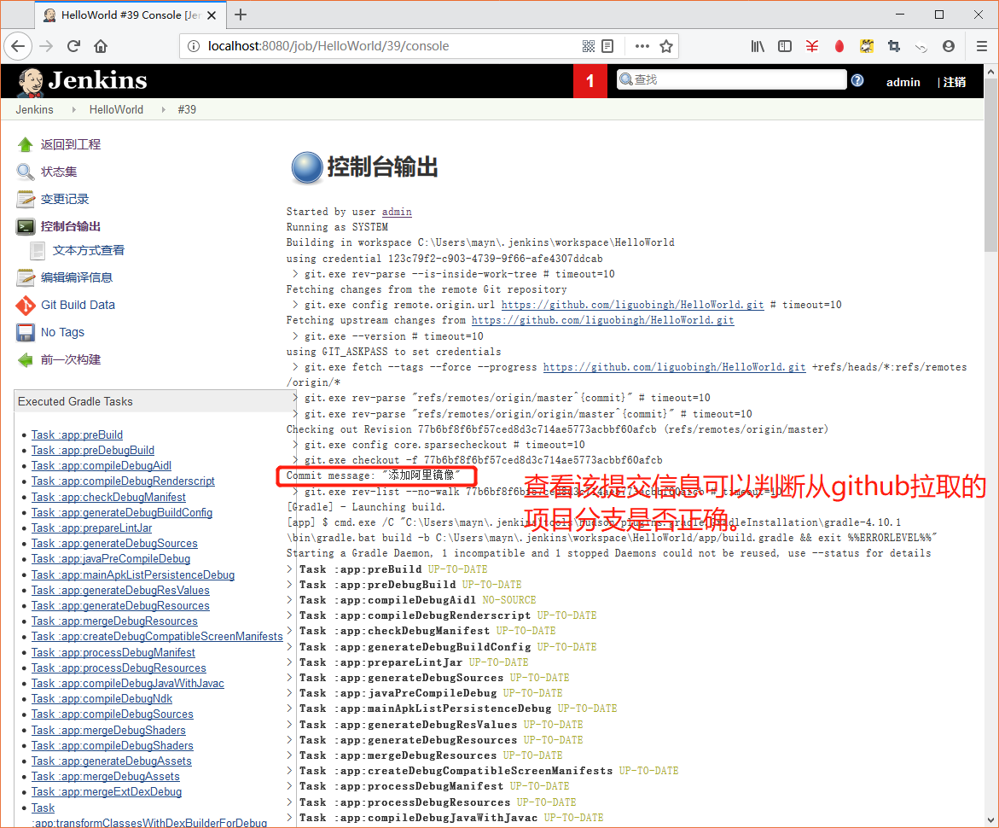 HelloWorld #39 Console [Jen
localhost:8080/job/HelloWorld/39/console
Jenkins
1
查找
admin
| 注销
Jenkins
HelloWorld
#39
返回到工程
状态集
变更记录
控制台输出
文本方式查看
编辑编译信息
Git Build Data
No Tags
前一次构建
Executed Gradle Tasks
Task :app:preBuild
Task :app:preDebugBuild
Task :app:compileDebugAidl
Task :app:compileDebugRenderscript
Task :app:checkDebugManifest
Task :app:generateDebugBuildConfig
Task :app:prepareLintJar
Task :app:generateDebugSources
Task :app:javaPreCompileDebug
Task :app:mainApkListPersistenceDebug
Task :app:generateDebugResValues
Task :app:generateDebugResources
Task :app:mergeDebugResources
Task :app:createDebugCompatibleScreenManifests
Task :app:processDebugManifest
Task :app:processDebugResources
Task :app:compileDebugJavaWithJavac
Task :app:compileDebugNdk
Task :app:compileDebugSources
Task :app:mergeDebugShaders
Task :app:compileDebugShaders
Task :app:generateDebugAssets
Task :app:mergeDebugAssets
Task :app:mergeExtDexDebug
Task
:app:transformClassesWithDexBuilderForDebug
控制台输出
Started by user admin
Running as SYSTEM
Building in workspace C:\Users\mayn\.jenkins\workspace\HelloWorld
using credential 123c79f2-c903-4739-9f66-afe4307ddcab
> git.exe rev-parse --is-inside-work-tree # timeout=10
Fetching changes from the remote Git repository
> git.exe config remote.origin.url https://github.com/liguobingh/HelloWorld.git # timeout=10
Fetching upstream changes from https://github.com/liguobingh/HelloWorld.git
> git.exe --version # timeout=10
using GIT_ASKPASS to set credentials
> git.exe fetch --tags --force --progress https://github.com/liguobingh/HelloWorld.git +refs/heads/*:refs/remotes
/origin/*
> git.exe rev-parse "refs/remotes/origin/master^{commit}" # timeout=10
> git.exe rev-parse "refs/remotes/origin/origin/master^{commit}" # timeout=10
Checking out Revision 77b6bf8f6bf57ced8d3c714ae5773acbbf60afcb (refs/remotes/origin/master)
> git.exe config core.sparsecheckout # timeout=10
> git.exe checkout -f 77b6bf8f6bf57ced8d3c714ae5773acbbf60afcb
Commit message: "添加阿里镜像"
查看该提交信息可以判断从github拉取的
项目分支是否正确。
> git.exe rev-list --no-walk 77b6bf8f6bf57ced8d3c714ae5773acbbf60afcb # timeout=10
[Gradle] - Launching build.
[app] $ cmd.exe /C "C:\Users\mayn\.jenkins\tools\hudson.plugins.gradle.GradleInstallation\gradle-4.10.1
\bin\gradle.bat build -b C:\Users\mayn\.jenkins\workspace\HelloWorld/app/build.gradle && exit %%ERRORLEVEL%%"
Starting a Gradle Daemon, 1 incompatible and 1 stopped Daemons could not be reused, use --status for details
> Task :app:preBuild UP-TO-DATE
> Task :app:preDebugBuild UP-TO-DATE
> Task :app:compileDebugAidl NO-SOURCE
> Task :app:compileDebugRenderscript UP-TO-DATE
> Task :app:checkDebugManifest UP-TO-DATE
> Task :app:generateDebugBuildConfig UP-TO-DATE
> Task :app:prepareLintJar UP-TO-DATE
> Task :app:generateDebugSources UP-TO-DATE
> Task :app:javaPreCompileDebug UP-TO-DATE
> Task :app:mainApkListPersistenceDebug UP-TO-DATE
> Task :app:generateDebugResValues UP-TO-DATE
> Task :app:generateDebugResources UP-TO-DATE
> Task :app:mergeDebugResources UP-TO-DATE
> Task :app:createDebugCompatibleScreenManifests UP-TO-DATE
> Task :app:processDebugManifest UP-TO-DATE
> Task :app:processDebugResources UP-TO-DATE
> Task :app:compileDebugJavaWithJavac UP-TO-DATE